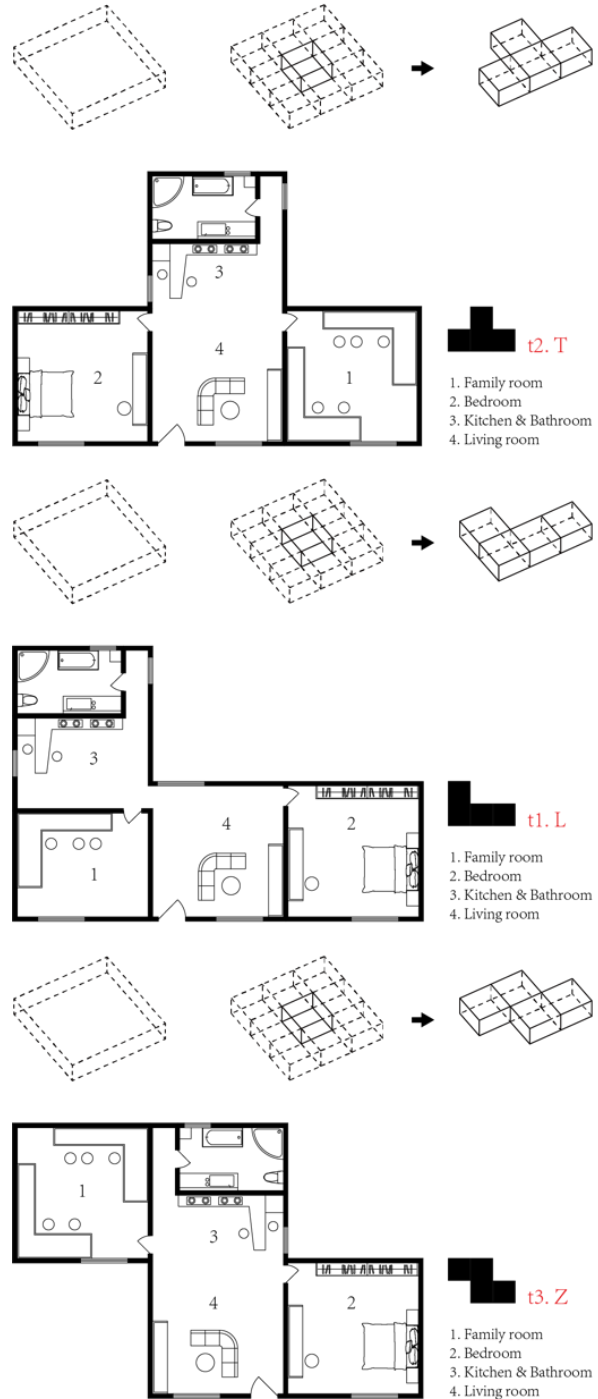 3
4
2
1
t2. T
1. Family room
2. Bedroom
3. Kitchen & Bathroom
4. Living room
3
4
2
1
t1. L
1. Family room
2. Bedroom
3. Kitchen & Bathroom
4. Living room
1
3
4
2
t3. Z
1. Family room
2. Bedroom
3. Kitchen & Bathroom
4. Living room